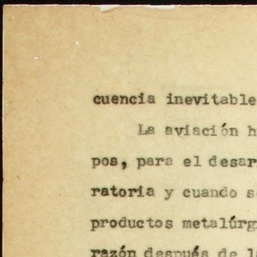 cuencia inevitable
La aviación h
pos, para el desar
ratoria y cuando s
productos metalúrg
razón después de l